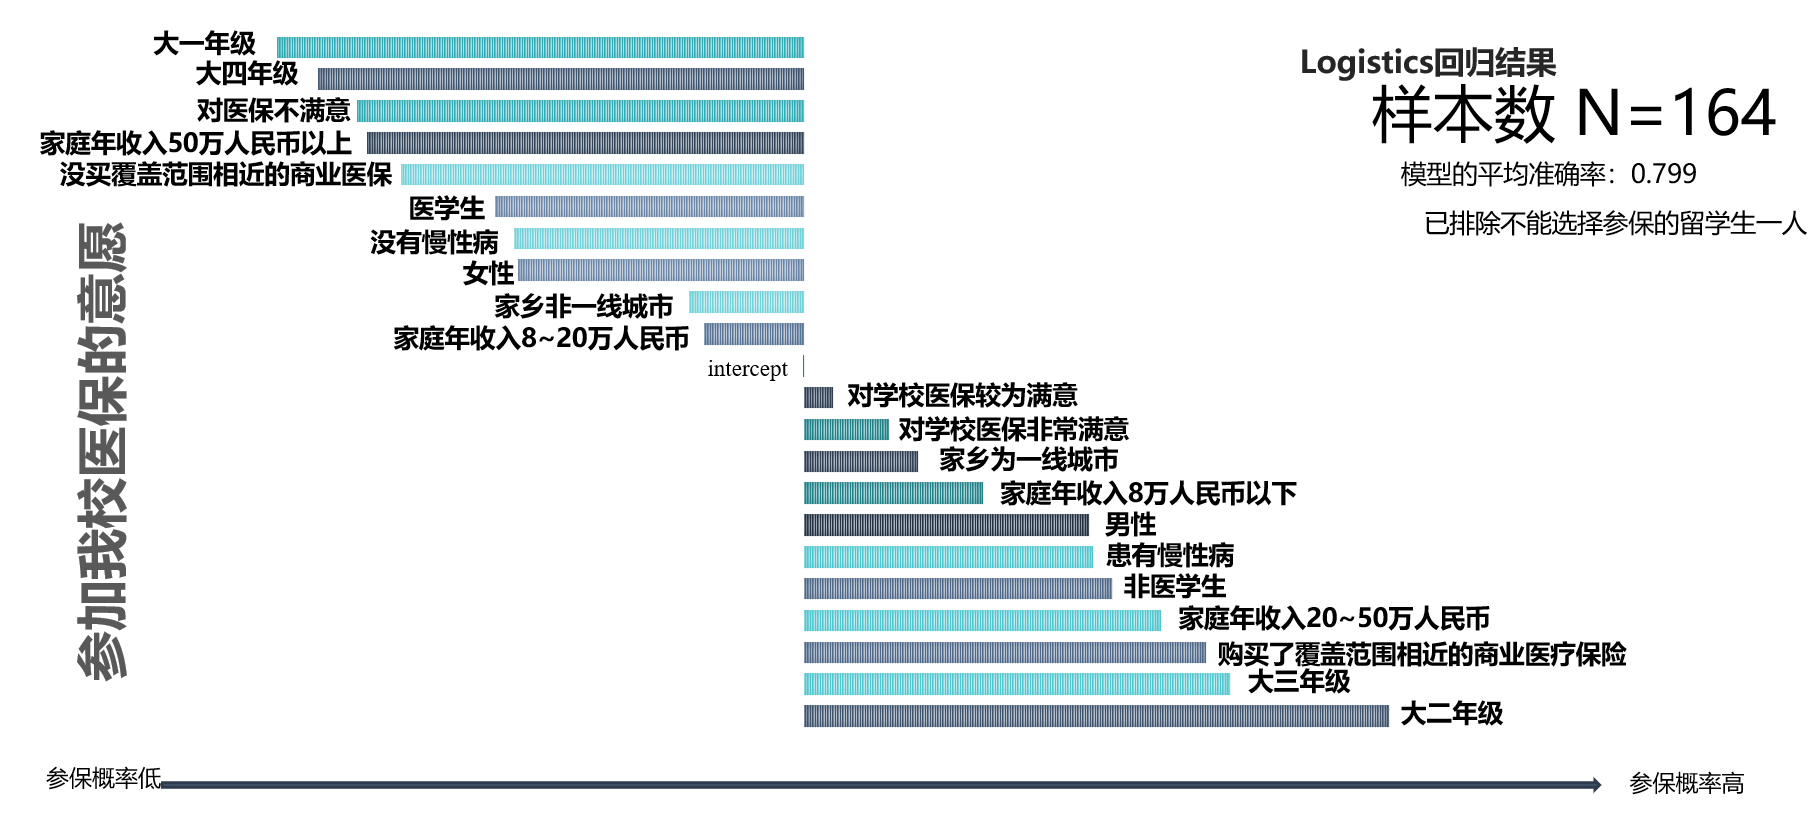 Logistics回归结果
样本数 N=164
模型的平均准确率：0.799
已排除不能选择参保的留学生一人
参加我校医保的意愿
大一年级
大四年级
对医保不满意
家庭年收入50万人民币以上
没买覆盖范围相近的商业医保
医学生
没有慢性病
女性
家乡非一线城市
家庭年收入8~20万人民币
intercept
对学校医保较为满意
对学校医保非常满意
家乡为一线城市
家庭年收入8万人民币以下
男性
患有慢性病
非医学生
家庭年收入20~50万人民币
购买了覆盖范围相近的商业医疗保险
大三年级
大二年级
参保概率低
参保概率高